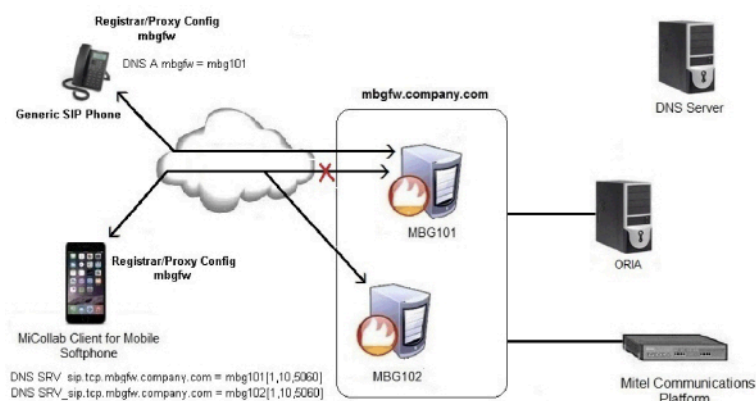 Registrar/Proxy Config
mbgfw
DNS A mbgfw = mbg101
Generic SIP Phone
mbgfw.company.com
DNS Server
MBG101
ORIA
Registrar/Proxy Config
mbgfw
MiCollab Client for Mobile
Softphone
MBG102
Mitel Communications
Platform
DNS SRV_sip.tcp.mbgfw.company.com = mbg101[1,10,5060]
DNS SRV_sip.tcp.mbgfw.company.com = mbg102[1,10,5060]